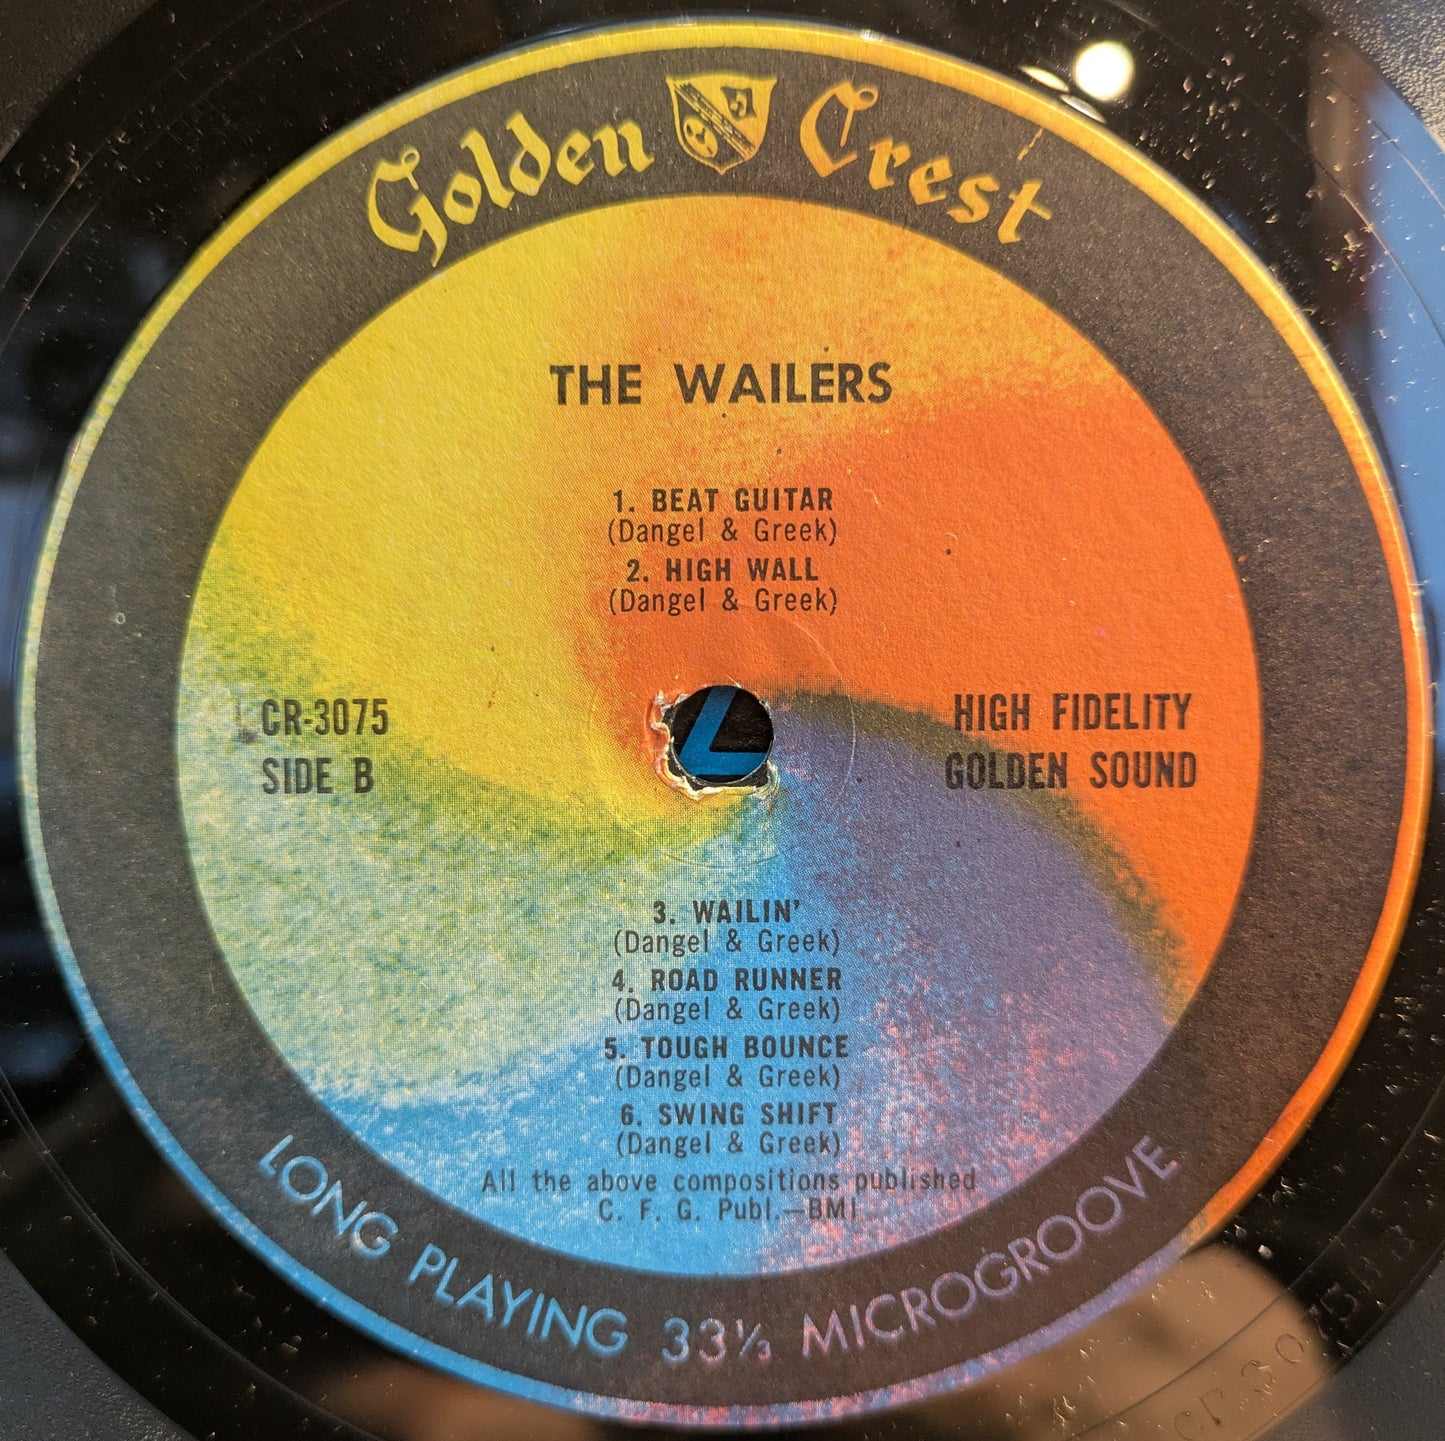 Golden Crest
THE WAILERS
1. BEAT GUITAR
(Dangel & Greek)
2. HIGH WALL
(Dangel & Greek)
CR-3075
SIDE B
HIGH FIDELITY
GOLDEN SOUND
3. WAILIN'
(Dangel & Greek)
4. ROAD RUNNER
(Dangel & Greek)
5. TOUGH BOUNCE
(Dangel & Greek)
6. SWING SHIFT
(Dangel & Greek)
All the above compositions published
C. F. G. Publ.—BMI
LONG PLAYING 33⅓ MICROGROOVE